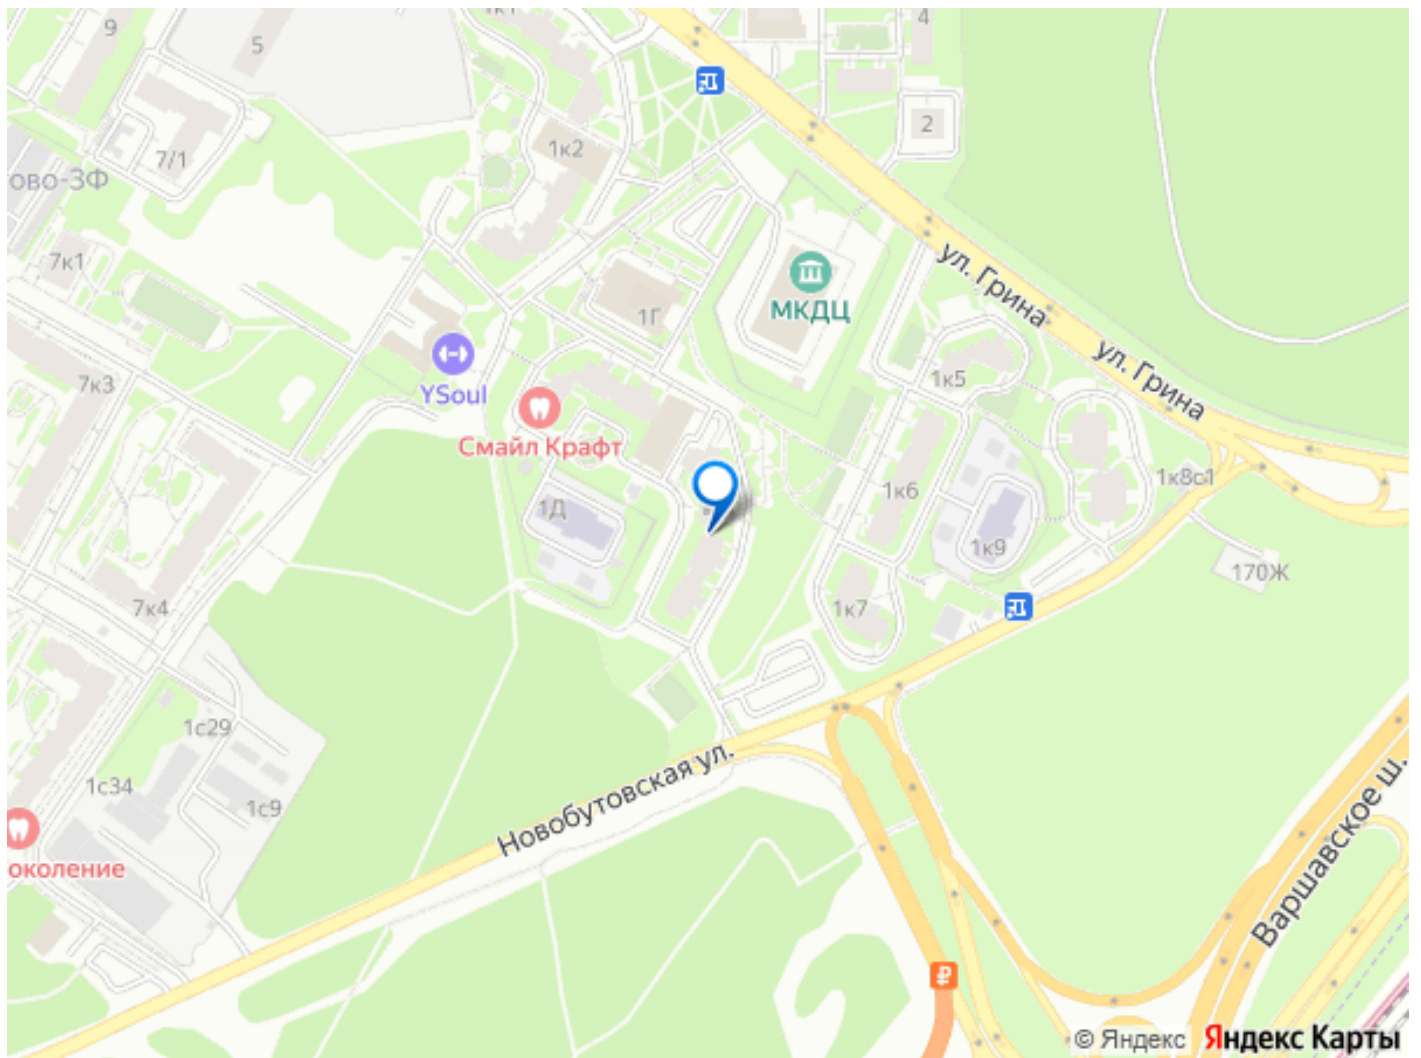 9
5
1к1
4
2
7/1
1к2
ово-3Ф
7к1
ул. Грина
МКДЦ
1Г
ул. Грина
7к3
YSoul
1к5
Смайл Крафт
1к8с1
1к6
1Д
1к9
170Ж
7к4
1к7
1с29
Новобутовская ул.
1с34
1с9
Варшавское ш.
околение
© Яндекс Яндекс Карты